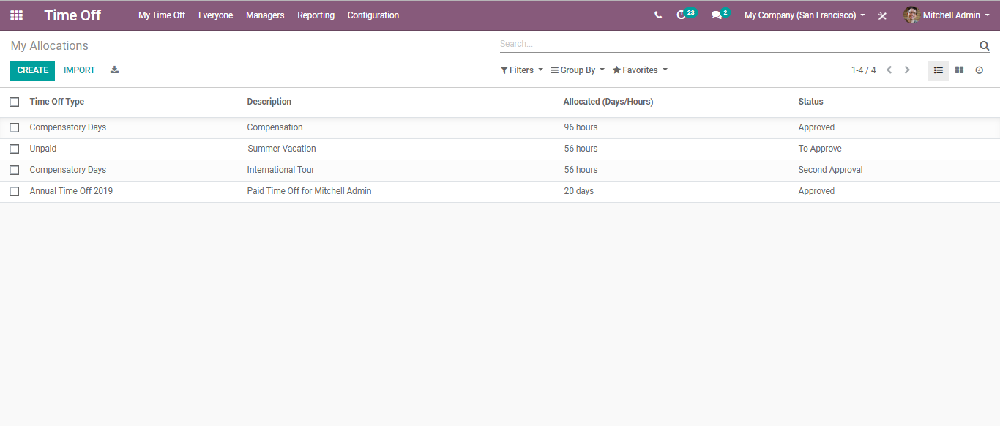 Time Off My Time Off Everyone Managers Reporting Configuration 23 2 My Company (San Francisco) Mitchell Admin
My Allocations Search...
CREATE IMPORT Filters Group By Favorites 1-4 / 4
Time Off Type Description Allocated (Days/Hours) Status
Compensatory Days Compensation 96 hours Approved
Unpaid Summer Vacation 56 hours To Approve
Compensatory Days International Tour 56 hours Second Approval
Annual Time Off 2019 Paid Time Off for Mitchell Admin 20 days Approved